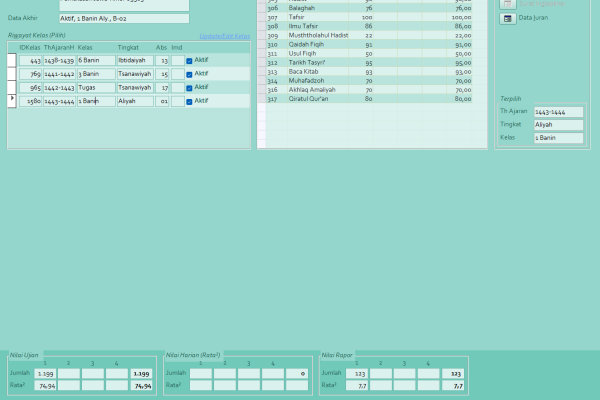 Data Akhir Aktif, 1 Banin Aly., B-02
Riwayat Kelas (Pilih)
IDKelas ThAjaranH Kelas Tingkat Abs Jmd
443 1438-1439 6 Banin Ibtidaiyah 13 Aktif
769 1441-1442 3 Banin Tsanawiyah 15 Aktif
965 1442-1443 Tugas Tsanawiyah 17 Aktif
1580 1443-1444 1 Banin Aliyah 01 Aktif
306 Balaghah 76 76,00
307 Tafsir 100 100,00
308 Ilmu Tafsir 86 86,00
309 Musththolahul Hadist 22 22,00
310 Qaidah Fiqih 91 91,00
311 Usul Fiqih 50 50,00
312 Tarikh Tasyri' 95 95,00
313 Baca Kitab 93 93,00
314 Muhafadzoh 70 70,00
316 Akhlaq Amaliyah 70 70,00
317 Qiratul Qur'an 80 80,00
Data Juran
Terpilih
Th Ajaran 1443-1444
Tingkat Aliyah
Kelas 1 Banin
Nilai Ujian
1 2 3 4
Jumlah 1.199 1.199
Rata² 74,94 74,94
Nilai Harian (Rata²)
1 2 3 4
Jumlah 0
Rata²
Nilai Rapor
1 2 3 4
Jumlah 123 123
Rata² 7,7 7,7